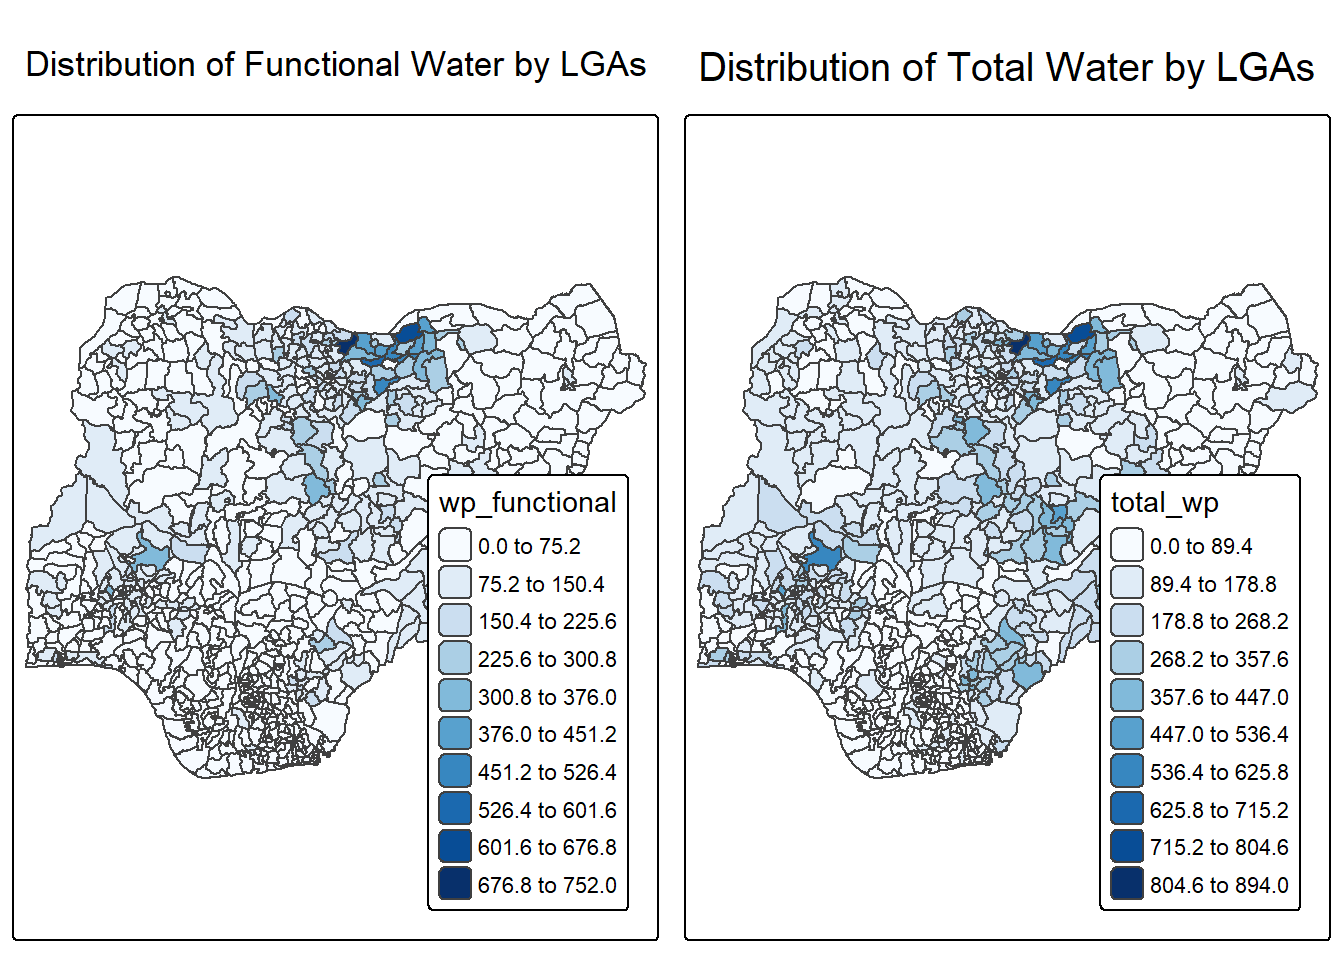 Distribution of Functional Water by LGAs
wp_functional
0.0 to 75.2
75.2 to 150.4
150.4 to 225.6
225.6 to 300.8
300.8 to 376.0
376.0 to 451.2
451.2 to 526.4
526.4 to 601.6
601.6 to 676.8
676.8 to 752.0
Distribution of Total Water by LGAs
total_wp
0.0 to 89.4
89.4 to 178.8
178.8 to 268.2
268.2 to 357.6
357.6 to 447.0
447.0 to 536.4
536.4 to 625.8
625.8 to 715.2
715.2 to 804.6
804.6 to 894.0